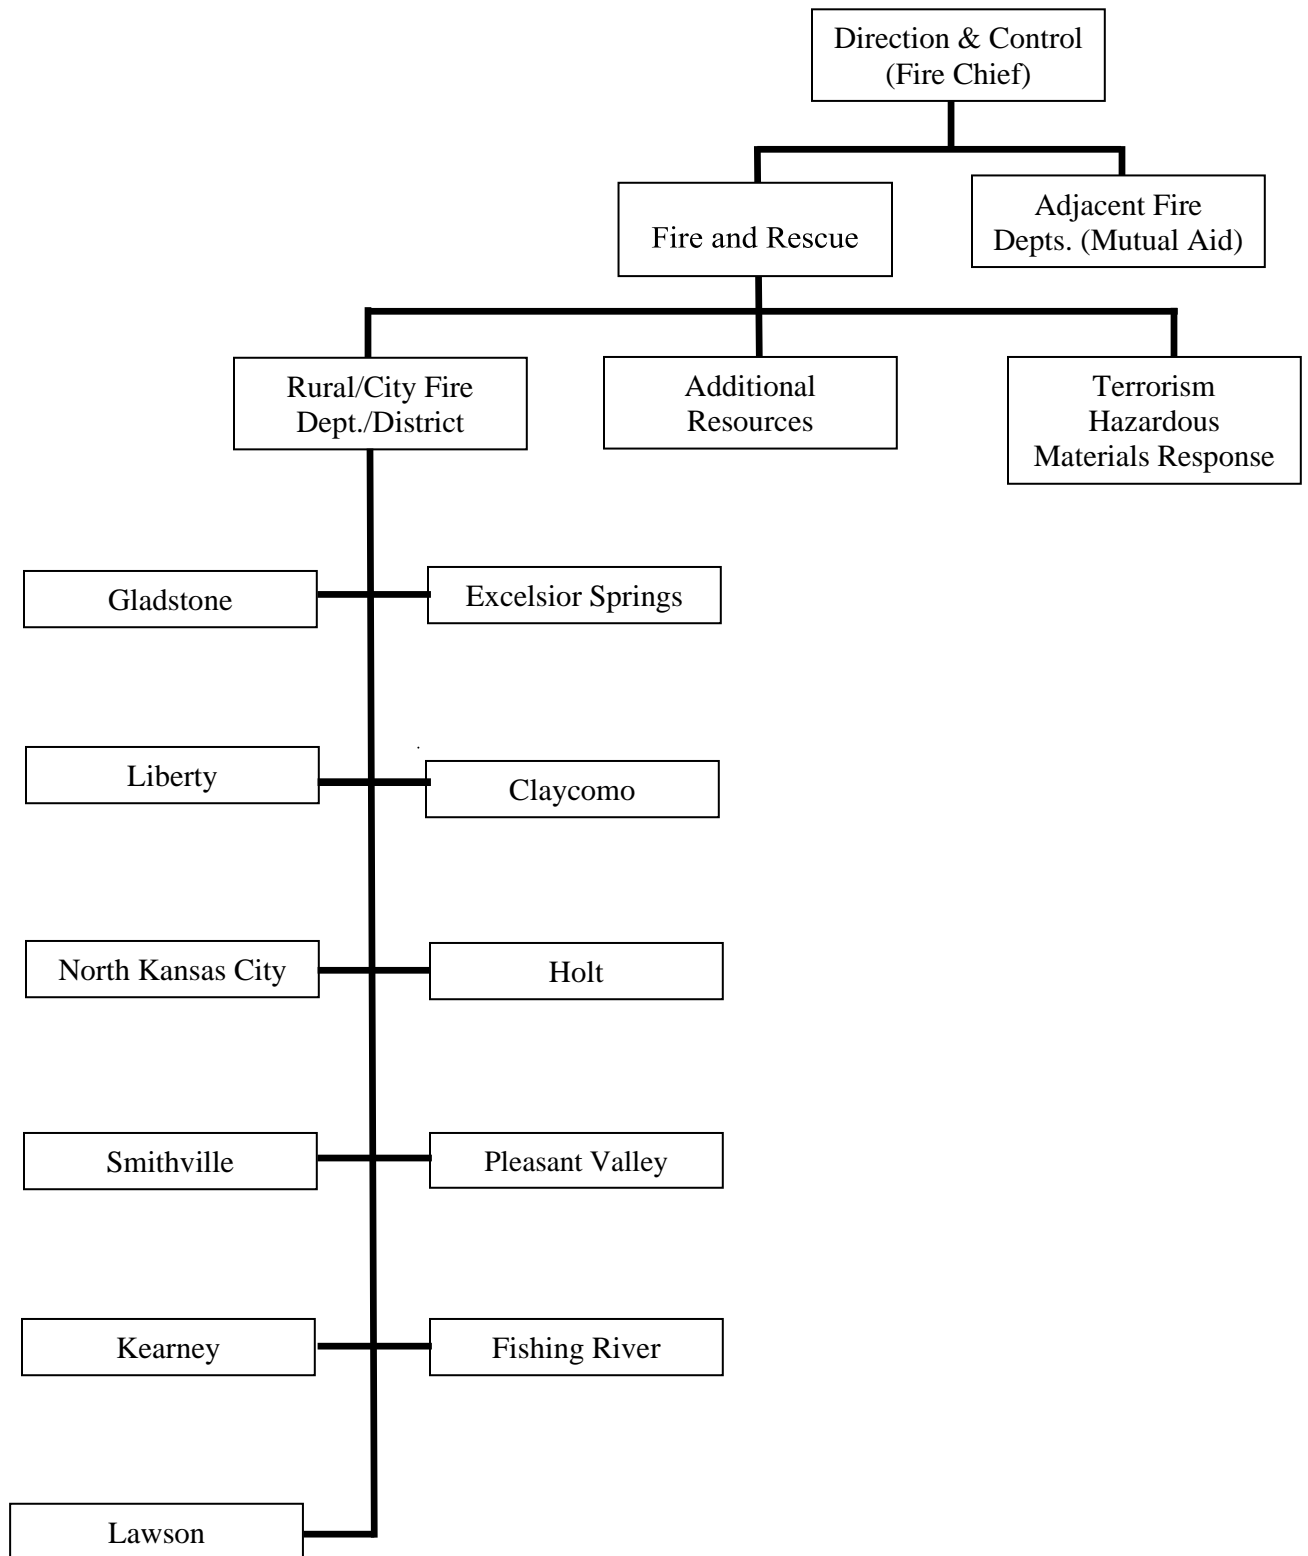 Direction & Control
(Fire Chief)
Fire and Rescue
Adjacent Fire
Depts. (Mutual Aid)
Rural/City Fire
Dept./District
Additional
Resources
Terrorism
Hazardous
Materials Response
Gladstone
Excelsior Springs
Liberty
Claycomo
North Kansas City
Holt
Smithville
Pleasant Valley
Kearney
Fishing River
Lawson